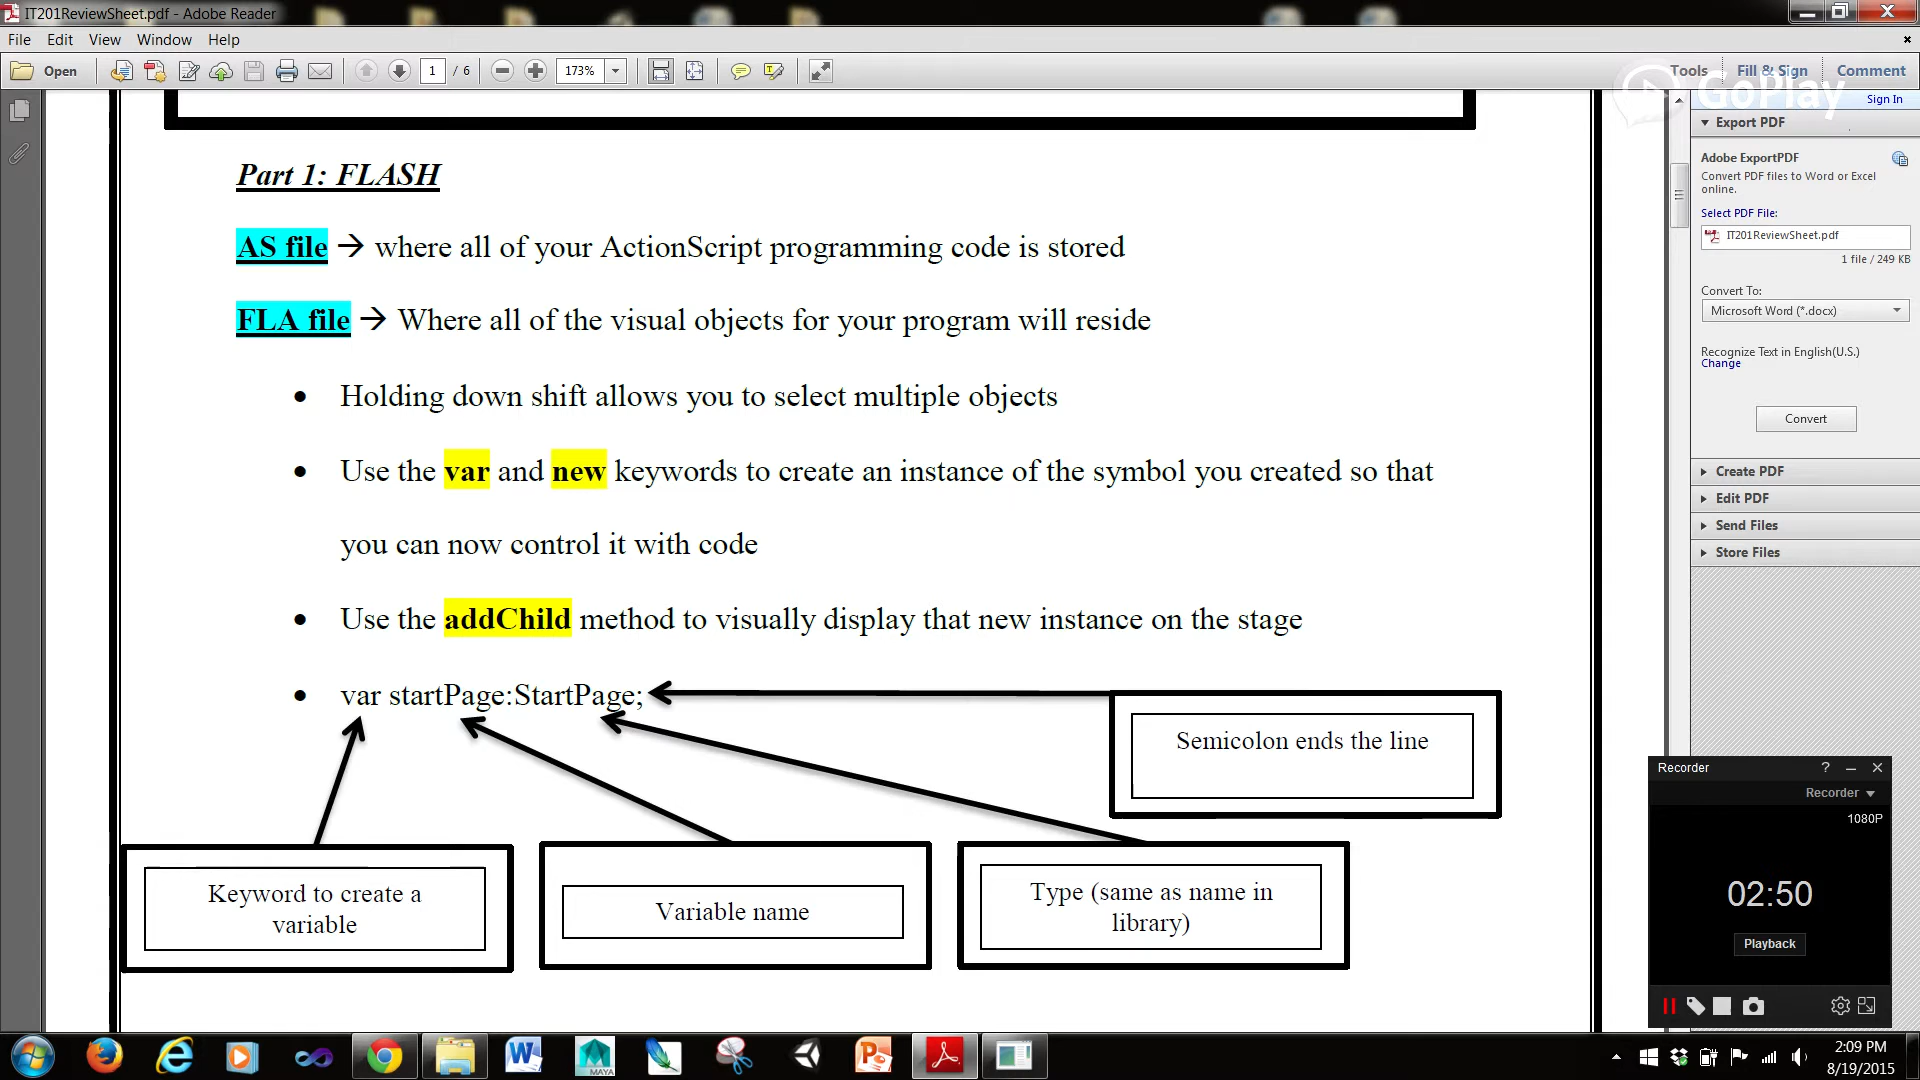 IT201ReviewSheet.pdf - Adobe Reader
File Edit View Window Help
Open 1 / 6 173% Tools Fill & Sign Comment
GoPlay
Sign In
Part 1: FLASH
AS file → where all of your ActionScript programming code is stored
FLA file → Where all of the visual objects for your program will reside
• Holding down shift allows you to select multiple objects
• Use the var and new keywords to create an instance of the symbol you created so that
you can now control it with code
• Use the addChild method to visually display that new instance on the stage
• var startPage:StartPage;
Semicolon ends the line
Keyword to create a
variable
Variable name
Type (same as name in
library)
Export PDF
Adobe ExportPDF
Convert PDF files to Word or Excel
online.
Select PDF File:
IT201ReviewSheet.pdf
1 file / 249 KB
Convert To:
Microsoft Word (*.docx)
Recognize Text in English(U.S.)
Change
Convert
Create PDF
Edit PDF
Send Files
Store Files
Recorder ?
Recorder
1080P
02:50
Playback
MAYA
2:09 PM
8/19/2015